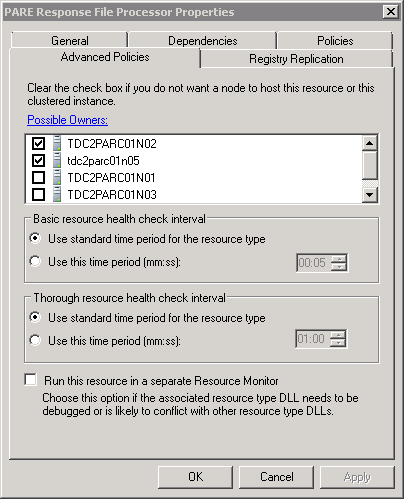 PARE Response File Processor Properties
General
Dependencies
Policies
Advanced Policies
Registry Replication
Clear the check box if you do not want a node to host this resource or this
clustered instance.
Possible Owners:
TDC2PARC01N02
tdc2parc01n05
TDC2PARC01N01
TDC2PARC01N03
Basic resource health check interval
Use standard time period for the resource type
Use this time period (mm:ss):
00:05
Thorough resource health check interval
Use standard time period for the resource type
Use this time period (mm:ss):
01:00
Run this resource in a separate Resource Monitor
Choose this option if the associated resource type DLL needs to be
debugged or is likely to conflict with other resource type DLLs.
OK
Cancel
Apply